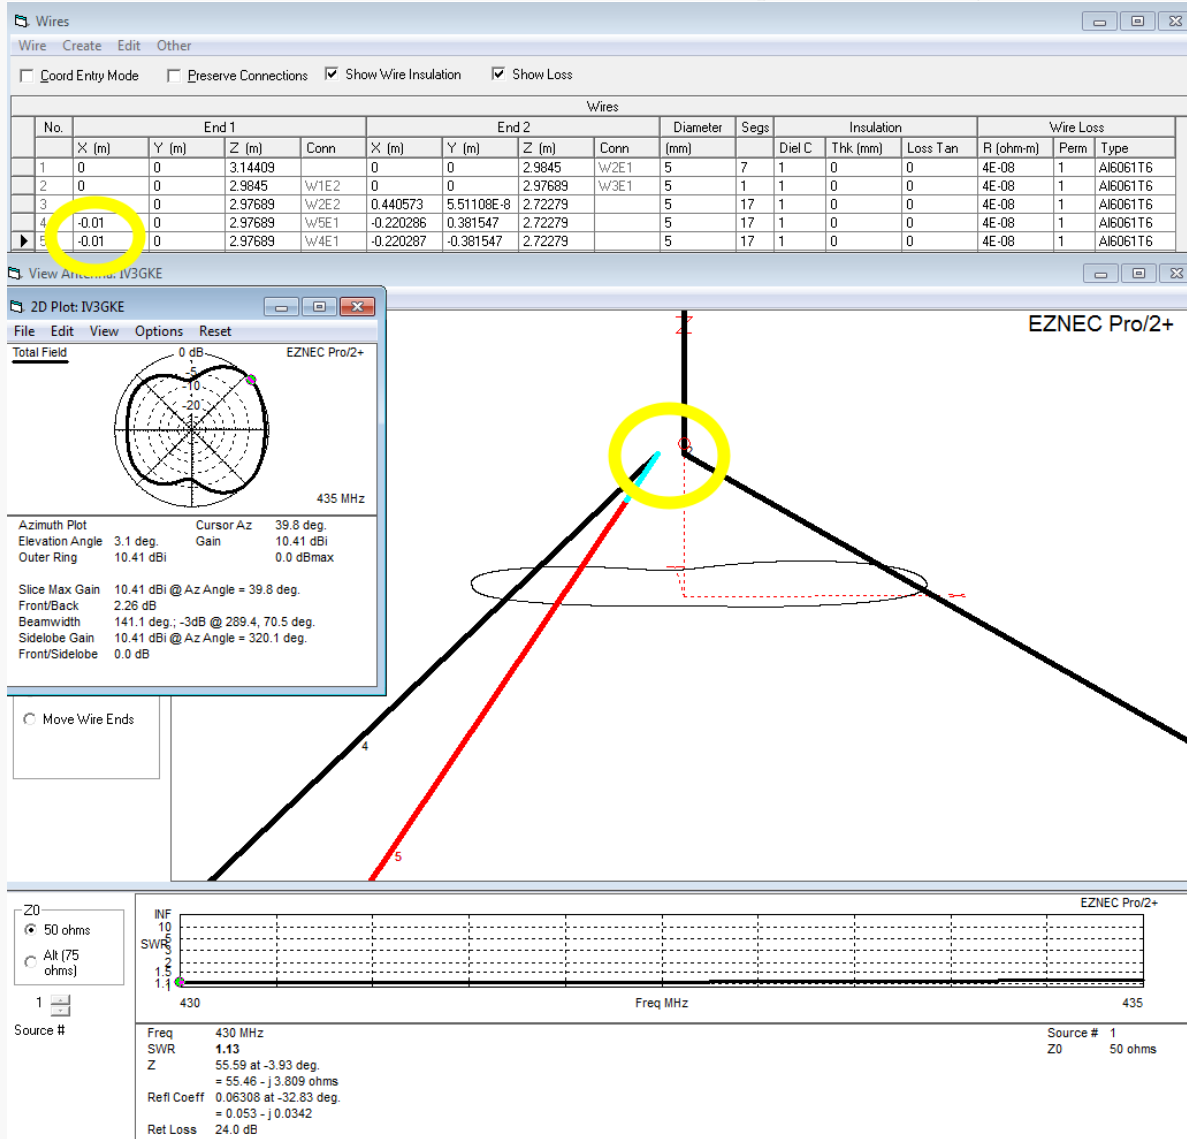 Wires
Wire Create Edit Other
Coord Entry Mode Preserve Connections Show Wire Insulation Show Loss
Wires
No. End 1 End 2 Diameter Segs Insulation Wire Loss
X (m) Y (m) Z (m) Conn X (m) Y (m) Z (m) Conn (mm) Diel C Thk (mm) Loss Tan R (ohm-m) Perm Type
1 0 0 3.14409 0 0 2.9845 W2E1 5 7 1 0 0 4E-08 1 Al6061T6
2 0 0 2.9845 W1E2 0 0 2.97689 W3E1 5 1 1 0 0 4E-08 1 Al6061T6
3 0 2.97689 W2E2 0.440573 5.51108E-8 2.72279 5 17 1 0 0 4E-08 1 Al6061T6
4 -0.01 0 2.97689 W5E1 -0.220286 0.381547 2.72279 5 17 1 0 0 4E-08 1 Al6061T6
5 -0.01 0 2.97689 W4E1 -0.220287 -0.381547 2.72279 5 17 1 0 0 4E-08 1 Al6061T6
View Antenna: IV3GKE
2D Plot: IV3GKE
File Edit View Options Reset
Total Field 0 dB EZNEC Pro/2+
-5
-10
-20
435 MHz
Azimuth Plot Cursor Az 39.8 deg.
Elevation Angle 3.1 deg. Gain 10.41 dBi
Outer Ring 10.41 dBi 0.0 dBmax
Slice Max Gain 10.41 dBi @ Az Angle = 39.8 deg.
Front/Back 2.26 dB
Beamwidth 141.1 deg.; -3dB @ 289.4, 70.5 deg.
Sidelobe Gain 10.41 dBi @ Az Angle = 320.1 deg.
Front/Sidelobe 0.0 dB
EZNEC Pro/2+
Z
4
5
Move Wire Ends
Z0
50 ohms
Alt (75 ohms)
1
Source #
EZNEC Pro/2+
INF
10
5
SWR
3
2
1.5
1.1
1
430 Freq MHz 435
Freq 430 MHz Source # 1
SWR 1.13 Z0 50 ohms
Z 55.59 at -3.93 deg.
= 55.46 - j 3.809 ohms
Refl Coeff 0.06308 at -32.83 deg.
= 0.053 - j 0.0342
Ret Loss 24.0 dB